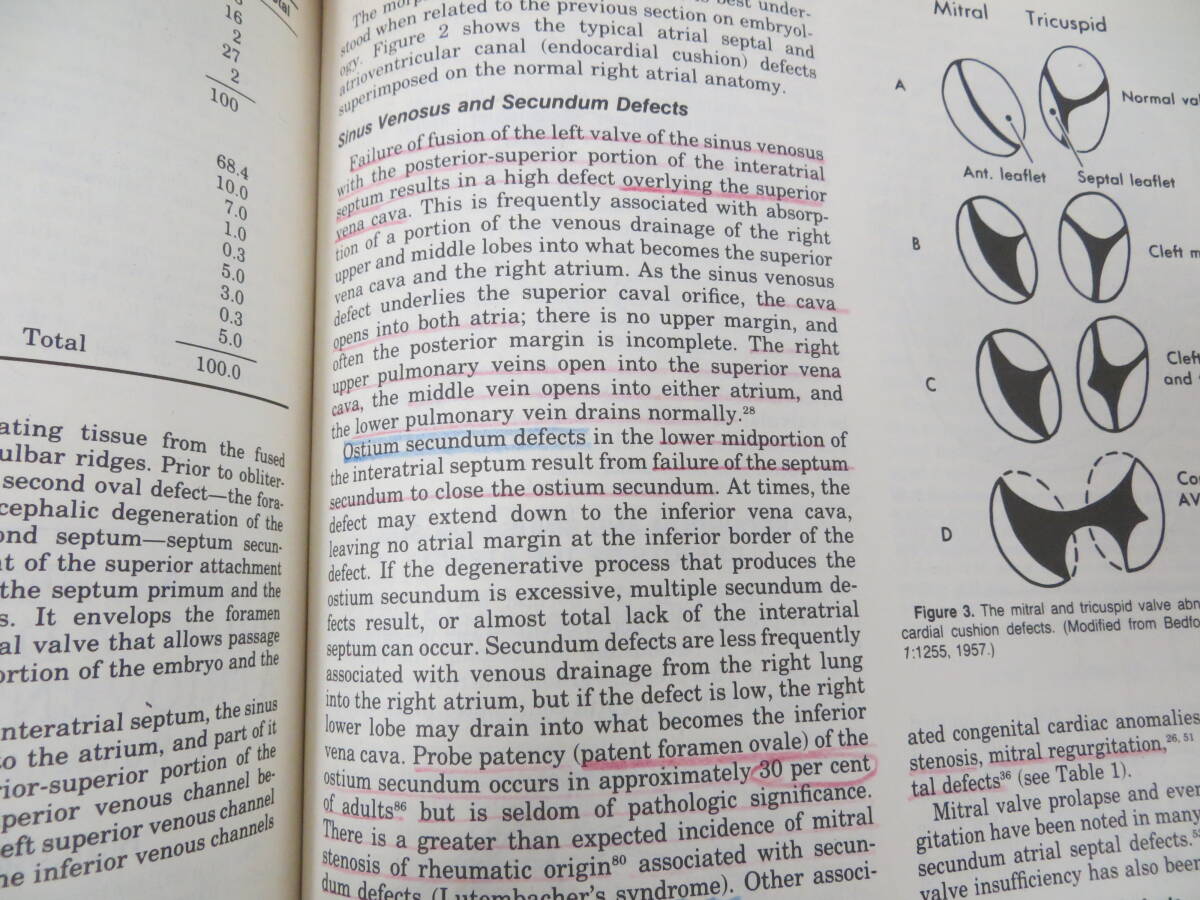 16
2
27
2
100
68.4
10.0
7.0
1.0
0.3
5.0
3.0
0.3
5.0
Total
100.0
ating tissue from the fused
ulbar ridges. Prior to obliter-
second oval defect—the fora-
cephalic degeneration of the
ond septum—septum secun-
t of the superior attachment
the septum primum and the
s. It envelops the foramen
al valve that allows passage
ortion of the embryo and the
nteratrial septum, the sinus
o the atrium, and part of it
rior-superior portion of the
perior venous channel be-
eft superior venous channel
he inferior venous channels
The
best under-
stood when related to the previous section on embryol-
ogy. Figure 2 shows the typical atrial septal and
atrioventricular canal (endocardial cushion) defects
superimposed on the normal right atrial anatomy.
Sinus Venosus and Secundum Defects
Failure of fusion of the left valve of the sinus venosus
with the posterior-superior portion of the interatrial
septum results in a high defect overlying the superior
vena cava. This is frequently associated with absorp-
tion of a portion of the venous drainage of the right
upper and middle lobes into what becomes the superior
vena cava and the right atrium. As the sinus venosus
defect underlies the superior caval orifice, the cava
opens into both atria; there is no upper margin, and
often the posterior margin is incomplete. The right
upper pulmonary veins open into the superior vena
cava, the middle vein opens into either atrium, and
the lower pulmonary vein drains normally.28
Ostium secundum defects in the lower midportion of
the interatrial septum result from failure of the septum
secundum to close the ostium secundum. At times, the
defect may extend down to the inferior vena cava,
leaving no atrial margin at the inferior border of the
defect. If the degenerative process that produces the
ostium secundum is excessive, multiple secundum de-
fects result, or almost total lack of the interatrial
septum can occur. Secundum defects are less frequently
associated with venous drainage from the right lung
into the right atrium, but if the defect is low, the right
lower lobe may drain into what becomes the inferior
vena cava. Probe patency (patent foramen ovale) of the
ostium secundum occurs in approximately 30 per cent
of adults86 but is seldom of pathologic significance.
There is a greater than expected incidence of mitral
stenosis of rheumatic origin80 associated with secun-
dum defects (Lutembacher's syndrome). Other associ-
Mitral Tricuspid
A
Normal val
Ant. leaflet Septal leaflet
B
Cleft m
C
Cleft
and
D
Co
AV
Figure 3. The mitral and tricuspid valve abn
cardial cushion defects. (Modified from Bedfo
1:1255, 1957.)
ated congenital cardiac anomalies
stenosis, mitral regurgitation,26, 51
tal defects36 (see Table 1).
Mitral valve prolapse and even
gitation have been noted in many
secundum atrial septal defects.
valve insufficiency has also been